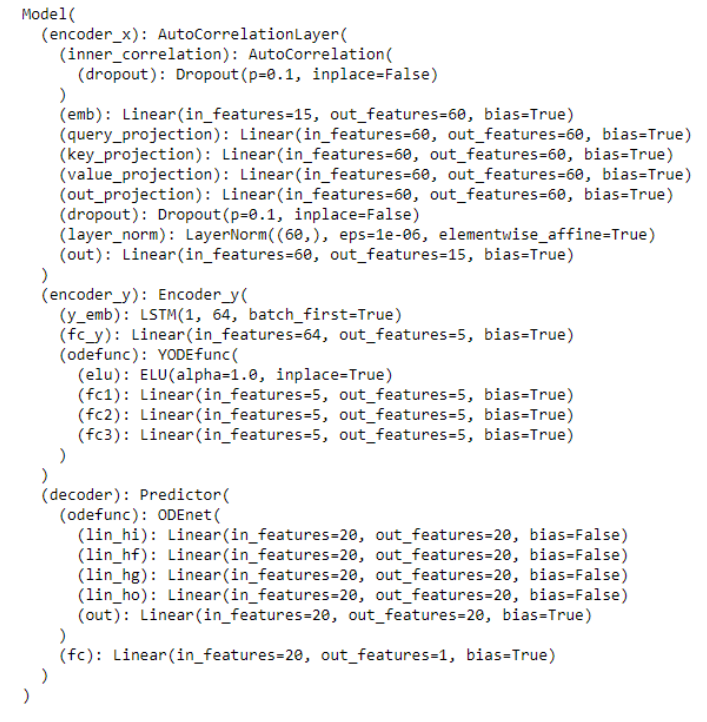 Model(
  (encoder_x): AutoCorrelationLayer(
    (inner_correlation): AutoCorrelation(
      (dropout): Dropout(p=0.1, inplace=False)
    )
    (emb): Linear(in_features=15, out_features=60, bias=True)
    (query_projection): Linear(in_features=60, out_features=60, bias=True)
    (key_projection): Linear(in_features=60, out_features=60, bias=True)
    (value_projection): Linear(in_features=60, out_features=60, bias=True)
    (out_projection): Linear(in_features=60, out_features=60, bias=True)
    (dropout): Dropout(p=0.1, inplace=False)
    (layer_norm): LayerNorm((60,), eps=1e-06, elementwise_affine=True)
    (out): Linear(in_features=60, out_features=15, bias=True)
  )
  (encoder_y): Encoder_y(
    (y_emb): LSTM(1, 64, batch_first=True)
    (fc_y): Linear(in_features=64, out_features=5, bias=True)
    (odefunc): YODEfunc(
      (elu): ELU(alpha=1.0, inplace=True)
      (fc1): Linear(in_features=5, out_features=5, bias=True)
      (fc2): Linear(in_features=5, out_features=5, bias=True)
      (fc3): Linear(in_features=5, out_features=5, bias=True)
    )
  )
  (decoder): Predictor(
    (odefunc): ODEnet(
      (lin_hi): Linear(in_features=20, out_features=20, bias=False)
      (lin_hf): Linear(in_features=20, out_features=20, bias=False)
      (lin_hg): Linear(in_features=20, out_features=20, bias=False)
      (lin_ho): Linear(in_features=20, out_features=20, bias=False)
      (out): Linear(in_features=20, out_features=20, bias=True)
    )
    (fc): Linear(in_features=20, out_features=1, bias=True)
  )
)